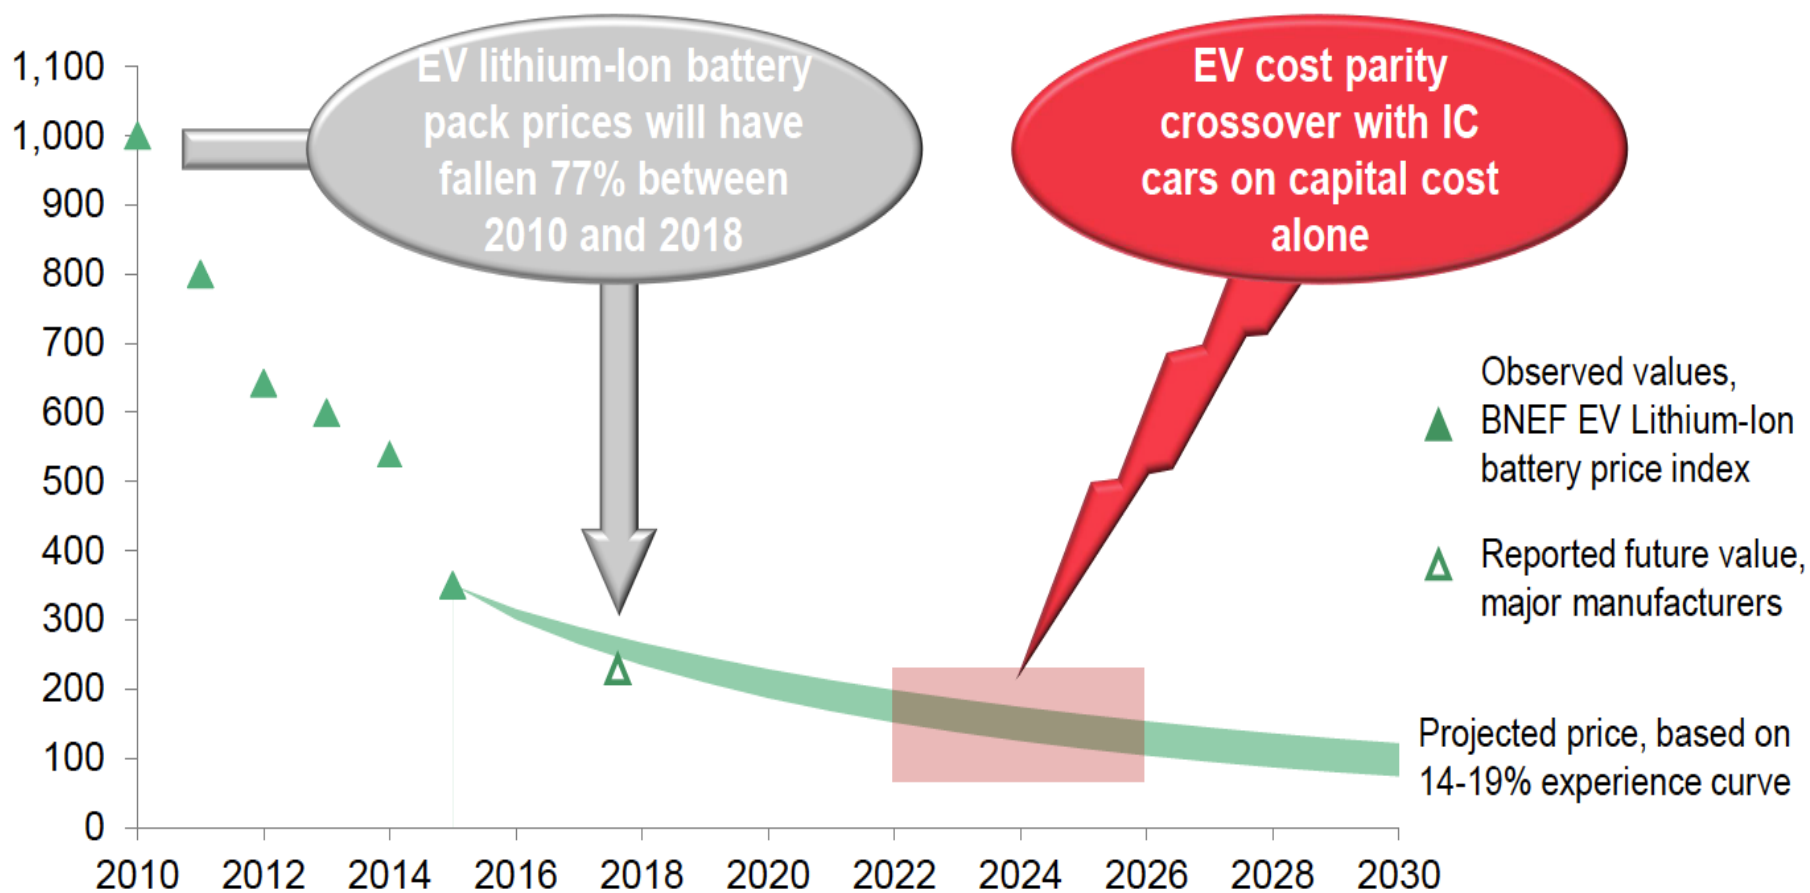 EV lithium-Ion battery
pack prices will have
fallen 77% between
2010 and 2018
EV cost parity
crossover with IC
cars on capital cost
alone
1,100
1,000
900
800
700
600
500
400
300
200
100
0
2010 2012 2014 2016 2018 2020 2022 2024 2026 2028 2030
Observed values,
BNEF EV Lithium-Ion
battery price index
Reported future value,
major manufacturers
Projected price, based on
14-19% experience curve